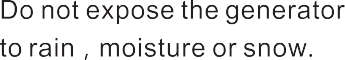 Do not expose the generator
to rain , moisture or snow.